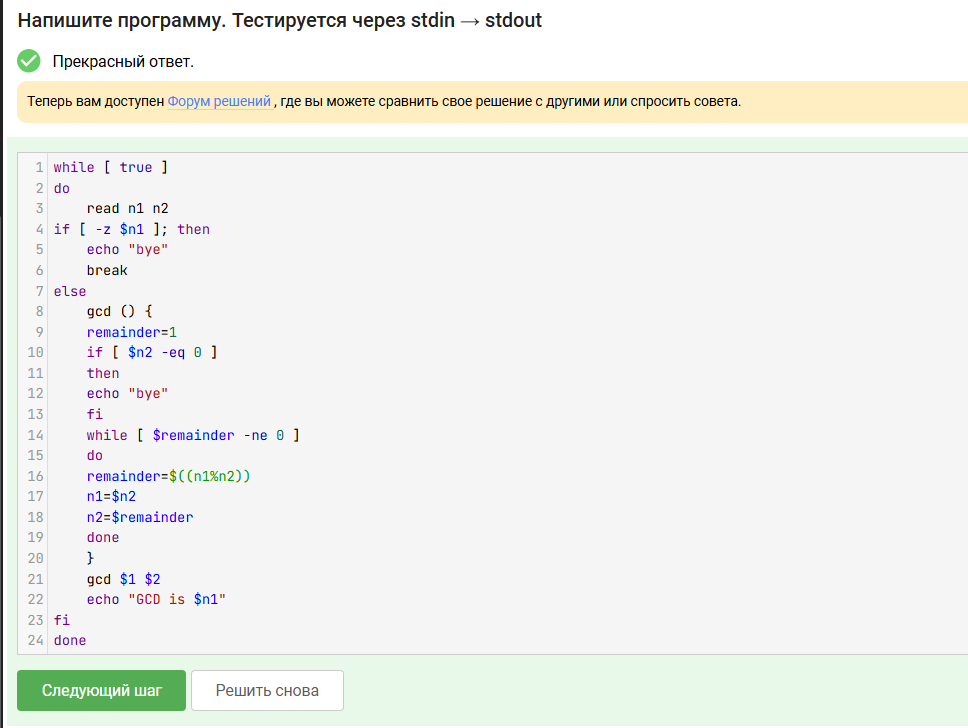 Напишите программу. Тестируется через stdin → stdout
Прекрасный ответ.
Теперь вам доступен Форум решений , где вы можете сравнить свое решение с другими или спросить совета.
1 while [ true ]
2 do
3     read n1 n2
4 if [ -z $n1 ]; then
5     echo "bye"
6     break
7 else
8     gcd () {
9     remainder=1
10     if [ $n2 -eq 0 ]
11     then
12     echo "bye"
13     fi
14     while [ $remainder -ne 0 ]
15     do
16     remainder=$((n1%n2))
17     n1=$n2
18     n2=$remainder
19     done
20     }
21     gcd $1 $2
22     echo "GCD is $n1"
23 fi
24 done
Следующий шаг Решить снова